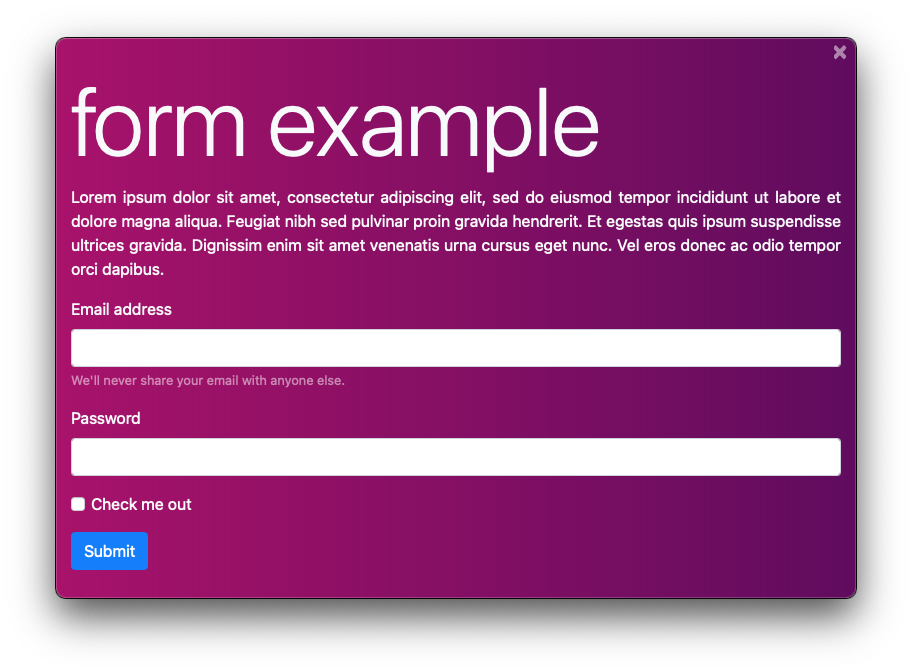 form example
Lorem ipsum dolor sit amet, consectetur adipiscing elit, sed do eiusmod tempor incididunt ut labore et
dolore magna aliqua. Feugiat nibh sed pulvinar proin gravida hendrerit. Et egestas quis ipsum suspendisse
ultrices gravida. Dignissim enim sit amet venenatis urna cursus eget nunc. Vel eros donec ac odio tempor
orci dapibus.
Email address
We'll never share your email with anyone else.
Password
Check me out
Submit